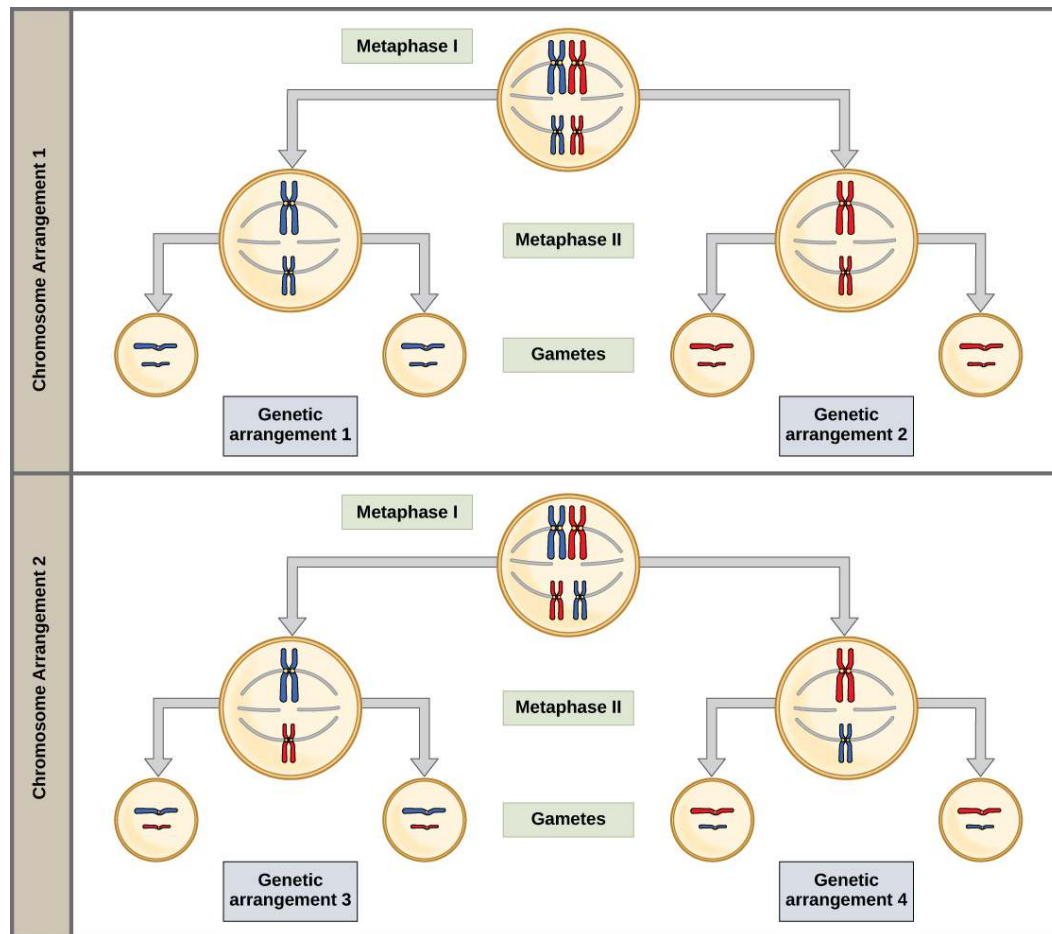 Chromosome Arrangement 1
Metaphase I
Metaphase II
Gametes
Genetic
arrangement 1
Genetic
arrangement 2
Chromosome Arrangement 2
Metaphase I
Metaphase II
Gametes
Genetic
arrangement 3
Genetic
arrangement 4